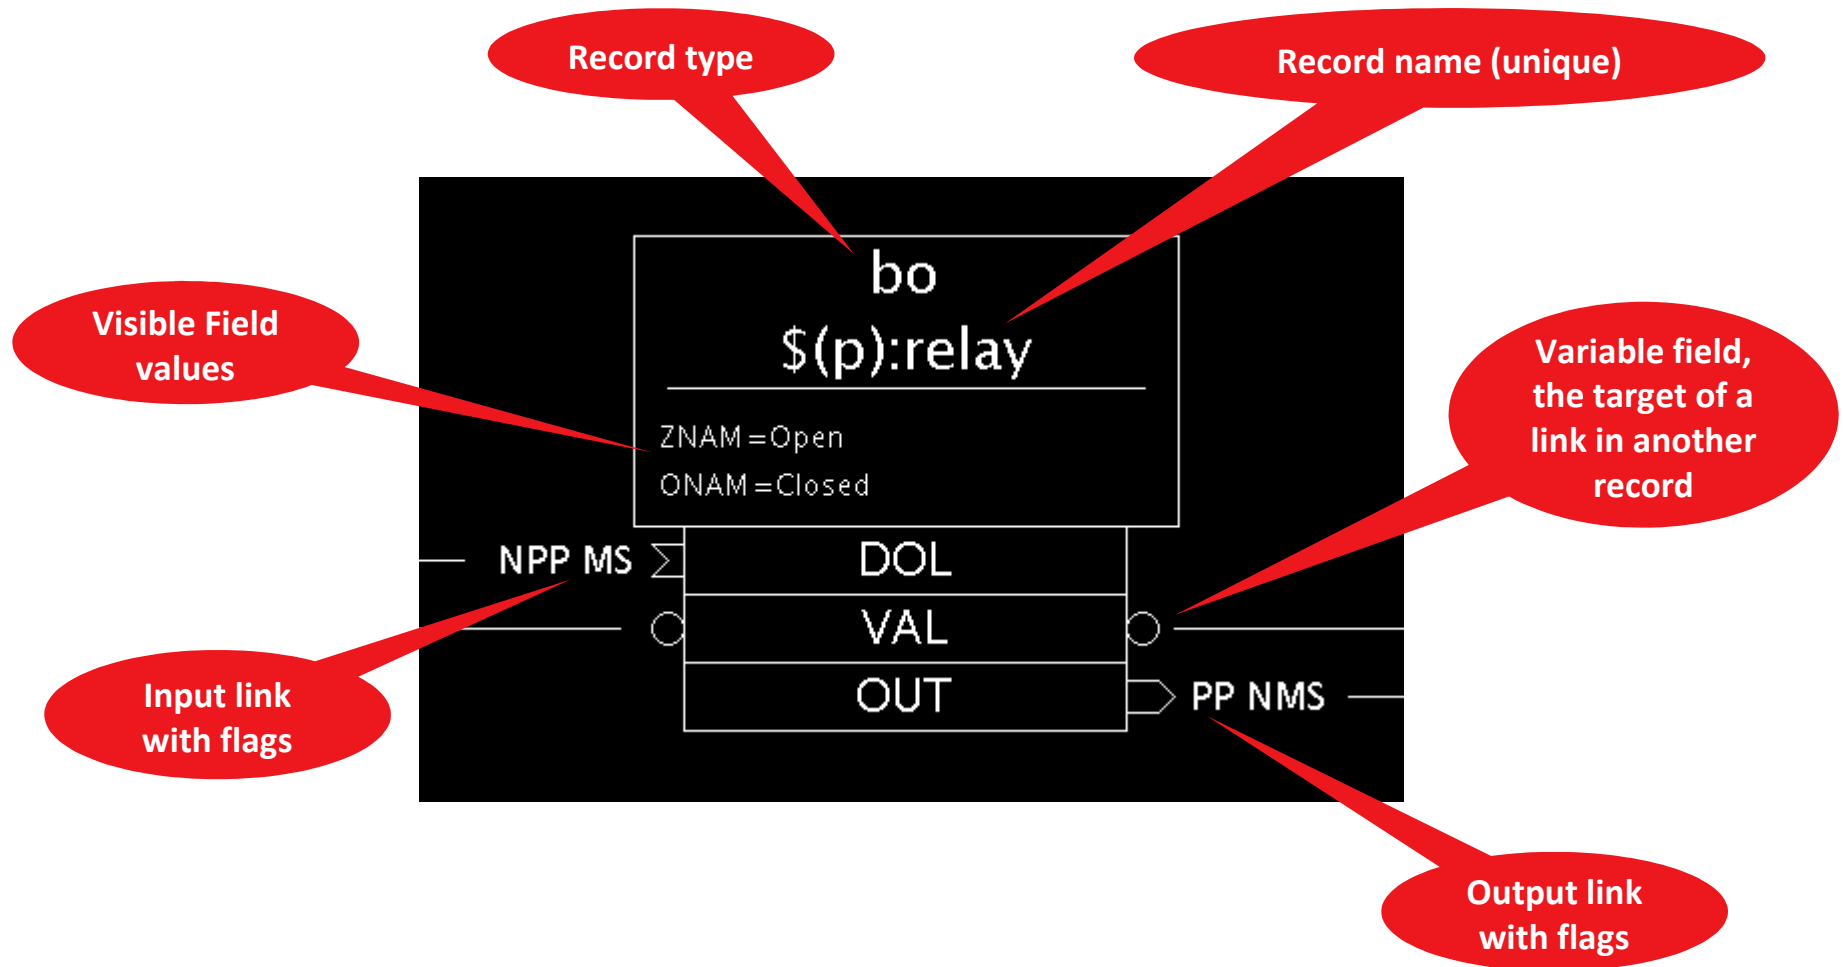 Record type
Record name (unique)
bo
$(p):relay
Visible Field
values
ZNAM=Open
ONAM=Closed
Variable field,
the target of a
link in another
record
NPP MS
DOL
VAL
OUT
PP NMS
Input link
with flags
Output link
with flags